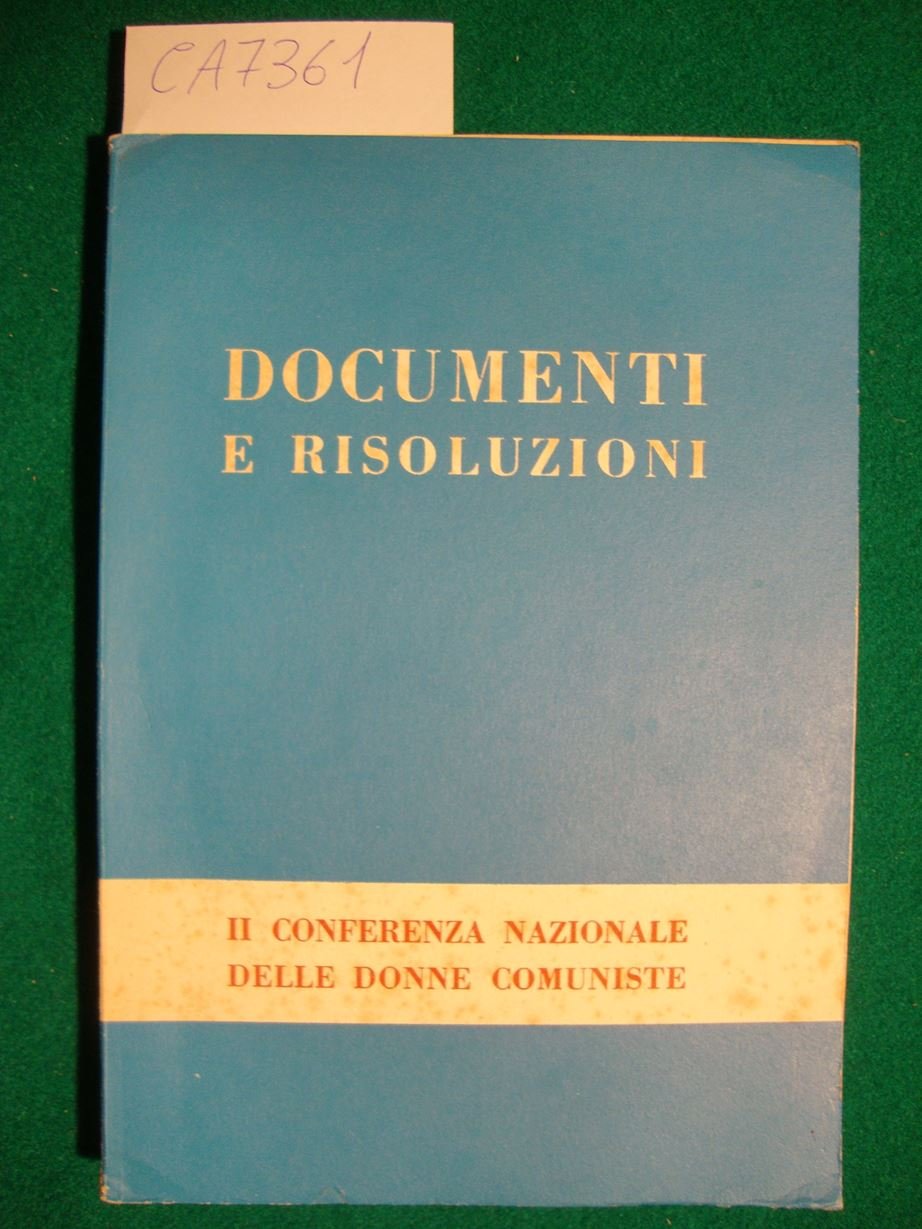 CA7361
DOCUMENTI
E RISOLUZIONI
II CONFERENZA NAZIONALE
DELLE DONNE COMUNISTE